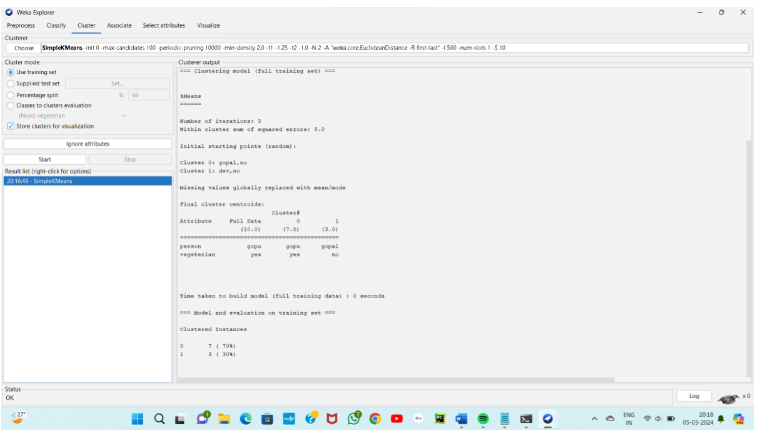 Weka Explorer
Preprocess Classify Cluster Associate Select attributes Visualize
Clusterer
Choose SimpleKMeans -init 0 -max-candidates 100 -periodic-pruning 10000 -min-density 2.0 -t1 -1.25 -t2 -1.0 -N 2 -A "weka.core.EuclideanDistance -R first-last" -I 500 -num-slots 1 -S 10
Cluster mode
Use training set
Supplied test set Set...
Percentage split % 66
Classes to clusters evaluation
(Nom) vegeterian
Store clusters for visualization
Ignore attributes
Start Stop
Result list (right-click for options)
20:16:49 - SimpleKMeans
Clusterer output
=== Clustering model (full training set) ===
kMeans
======
Number of iterations: 3
Within cluster sum of squared errors: 8.0
Initial starting points (random):
Cluster 0: gopal,no
Cluster 1: dev,no
Missing values globally replaced with mean/mode
Final cluster centroids:
Cluster#
Attribute Full Data 0 1
(10.0) (7.0) (3.0)
==========================================
person gopu gopu gopal
vegeterian yes yes no
Time taken to build model (full training data) : 0 seconds
=== Model and evaluation on training set ===
Clustered Instances
0 7 ( 70%)
1 3 ( 30%)
Status
OK
Log x 0
27°
ENG
IN
20:18
05-03-2024